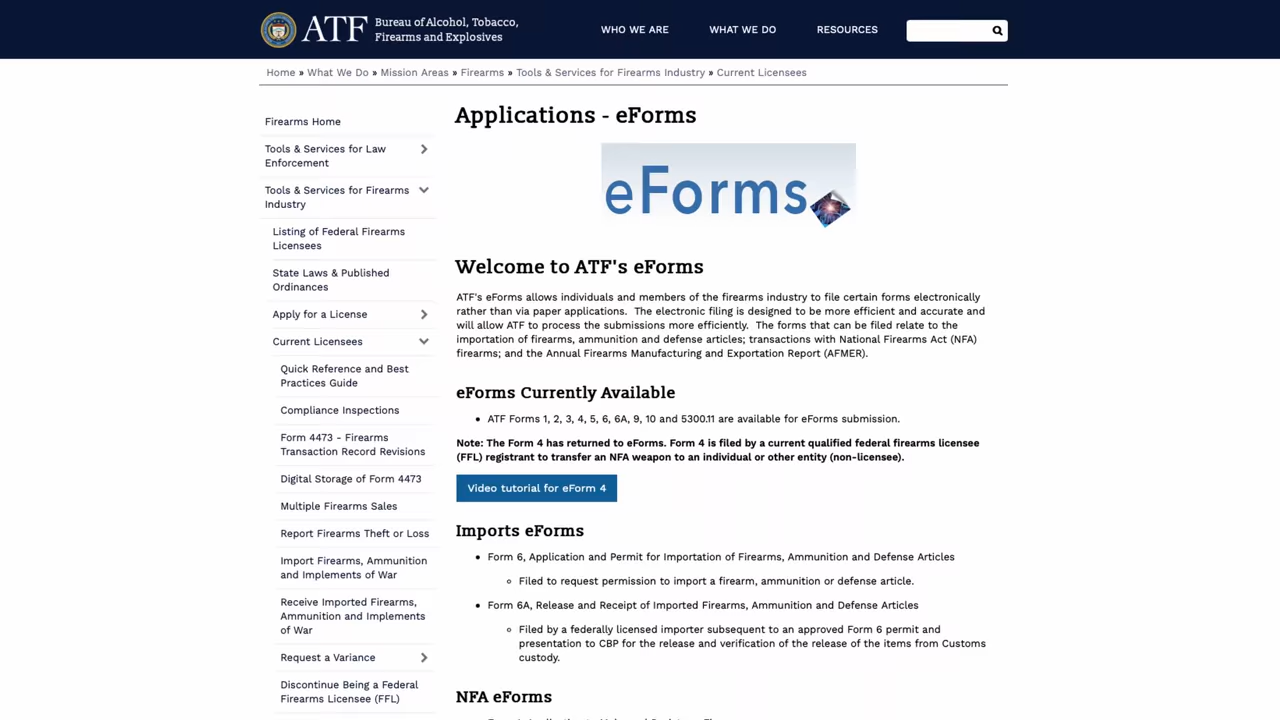 ATF
Bureau of Alcohol, Tobacco,
Firearms and Explosives
WHO WE ARE
WHAT WE DO
RESOURCES
Home » What We Do » Mission Areas » Firearms » Tools & Services for Firearms Industry » Current Licensees
Firearms Home
Tools & Services for Law
Enforcement
Tools & Services for Firearms
Industry
Listing of Federal Firearms
Licensees
State Laws & Published
Ordinances
Apply for a License
Current Licensees
Quick Reference and Best
Practices Guide
Compliance Inspections
Form 4473 - Firearms
Transaction Record Revisions
Digital Storage of Form 4473
Multiple Firearms Sales
Report Firearms Theft or Loss
Import Firearms, Ammunition
and Implements of War
Receive Imported Firearms,
Ammunition and Implements
of War
Request a Variance
Discontinue Being a Federal
Firearms Licensee (FFL)
Applications - eForms
eForms
Welcome to ATF's eForms
ATF's eForms allows individuals and members of the firearms industry to file certain forms electronically
rather than via paper applications.  The electronic filing is designed to be more efficient and accurate and
will allow ATF to process the submissions more efficiently.  The forms that can be filed relate to the
importation of firearms, ammunition and defense articles; transactions with National Firearms Act (NFA)
firearms; and the Annual Firearms Manufacturing and Exportation Report (AFMER).
eForms Currently Available
• ATF Forms 1, 2, 3, 4, 5, 6, 6A, 9, 10 and 5300.11 are available for eForms submission.
Note: The Form 4 has returned to eForms. Form 4 is filed by a current qualified federal firearms licensee
(FFL) registrant to transfer an NFA weapon to an individual or other entity (non-licensee).
Video tutorial for eForm 4
Imports eForms
• Form 6, Application and Permit for Importation of Firearms, Ammunition and Defense Articles
◦ Filed to request permission to import a firearm, ammunition or defense article.
• Form 6A, Release and Receipt of Imported Firearms, Ammunition and Defense Articles
◦ Filed by a federally licensed importer subsequent to an approved Form 6 permit and
presentation to CBP for the release and verification of the release of the items from Customs
custody.
NFA eForms